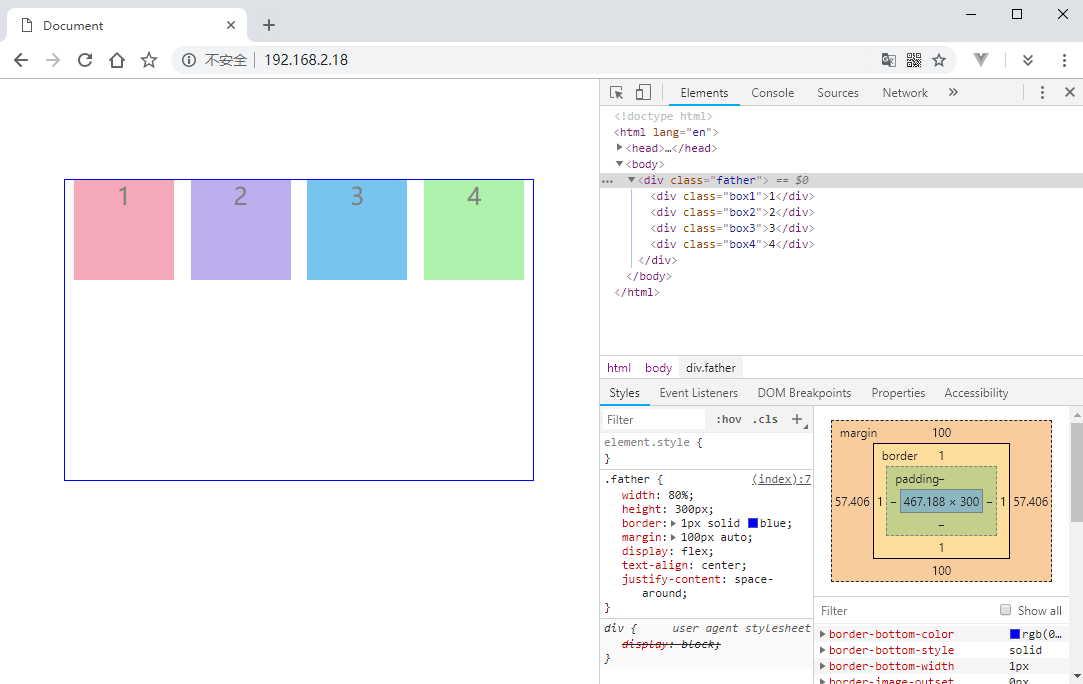 Document
不安全 192.168.2.18
1 2 3 4
Elements Console Sources Network »
<!doctype html>
<html lang="en">
<head>…</head>
<body>
… <div class="father"> == $0
<div class="box1">1</div>
<div class="box2">2</div>
<div class="box3">3</div>
<div class="box4">4</div>
</div>
</body>
</html>
html body div.father
Styles Event Listeners DOM Breakpoints Properties Accessibility
Filter :hov .cls +
element.style {
}
.father { (index):7
width: 80%;
height: 300px;
border: 1px solid blue;
margin: 100px auto;
display: flex;
text-align: center;
justify-content: space-
around;
}
div { user agent stylesheet
display: block;
}
margin 100
border 1
padding–
57.406 1 – 467.188 × 300 – 1 57.406
–
1
100
Filter Show all
border-bottom-color rgb(0…
border-bottom-style solid
border-bottom-width 1px
border-image-outset 0px